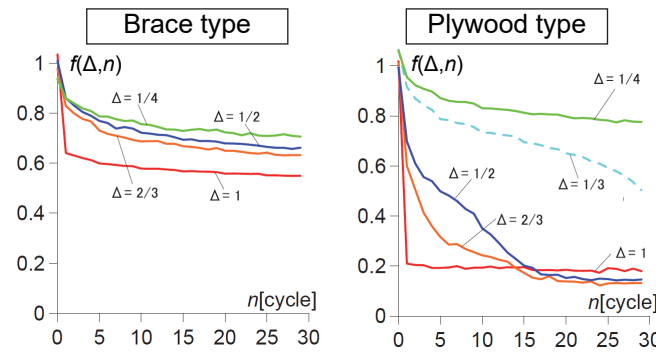 Brace type
f(Δ,n)
1
0.8
0.6
0.4
0.2
0
Δ = 1/4
Δ = 1/2
Δ = 2/3
Δ = 1
n[cycle]
0 5 10 15 20 25 30
Plywood type
f(Δ,n)
1
0.8
0.6
0.4
0.2
0
Δ = 1/4
Δ = 1/3
Δ = 1/2
Δ = 2/3
Δ = 1
n[cycle]
0 5 10 15 20 25 30